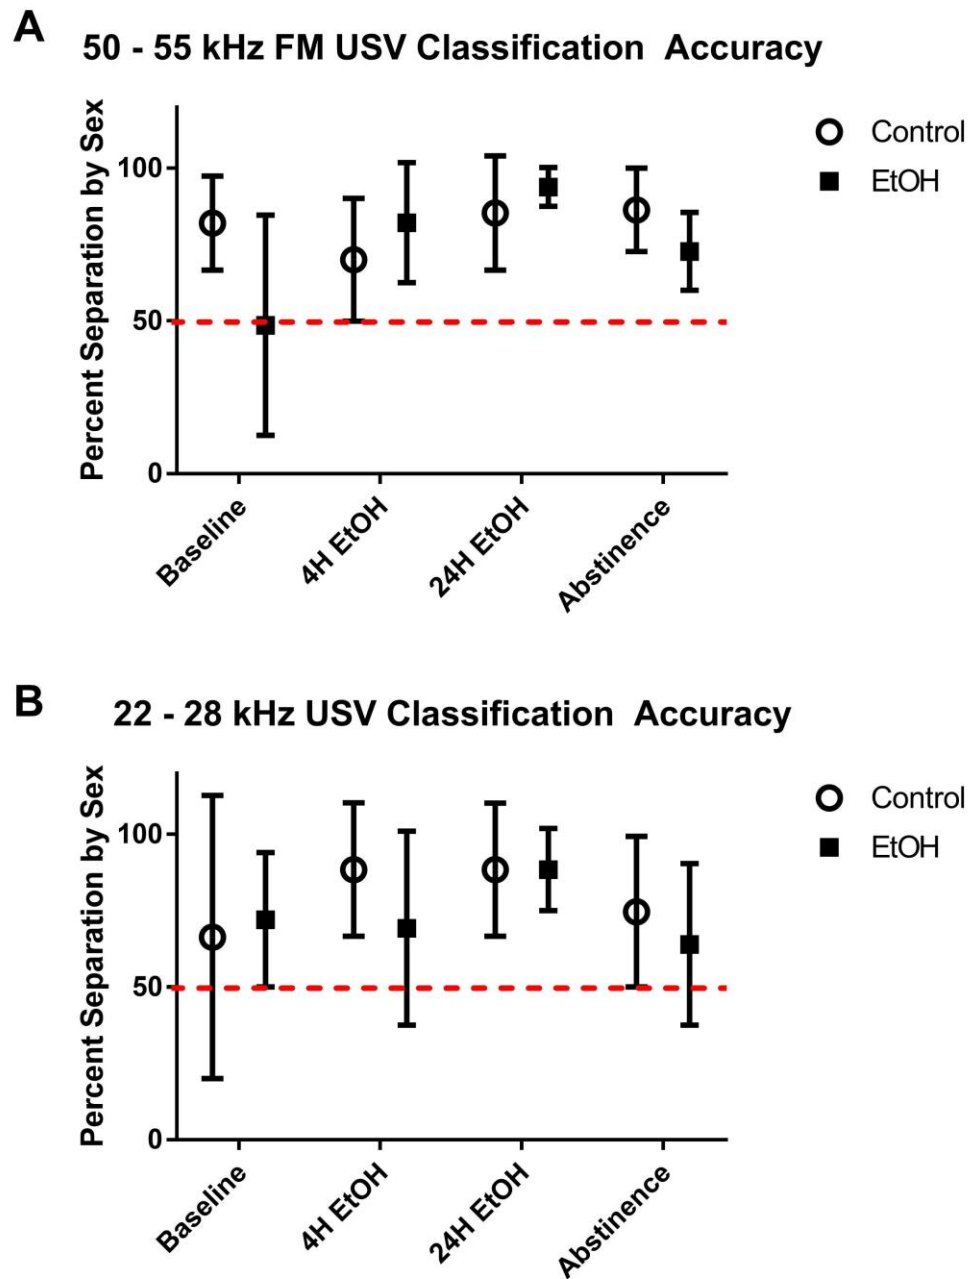 A
50 - 55 kHz FM USV Classification Accuracy
Percent Separation by Sex
100
50
0
Baseline
4H EtOH
24H EtOH
Abstinence
Control
EtOH
B
22 - 28 kHz USV Classification Accuracy
Percent Separation by Sex
100
50
0
Baseline
4H EtOH
24H EtOH
Abstinence
Control
EtOH